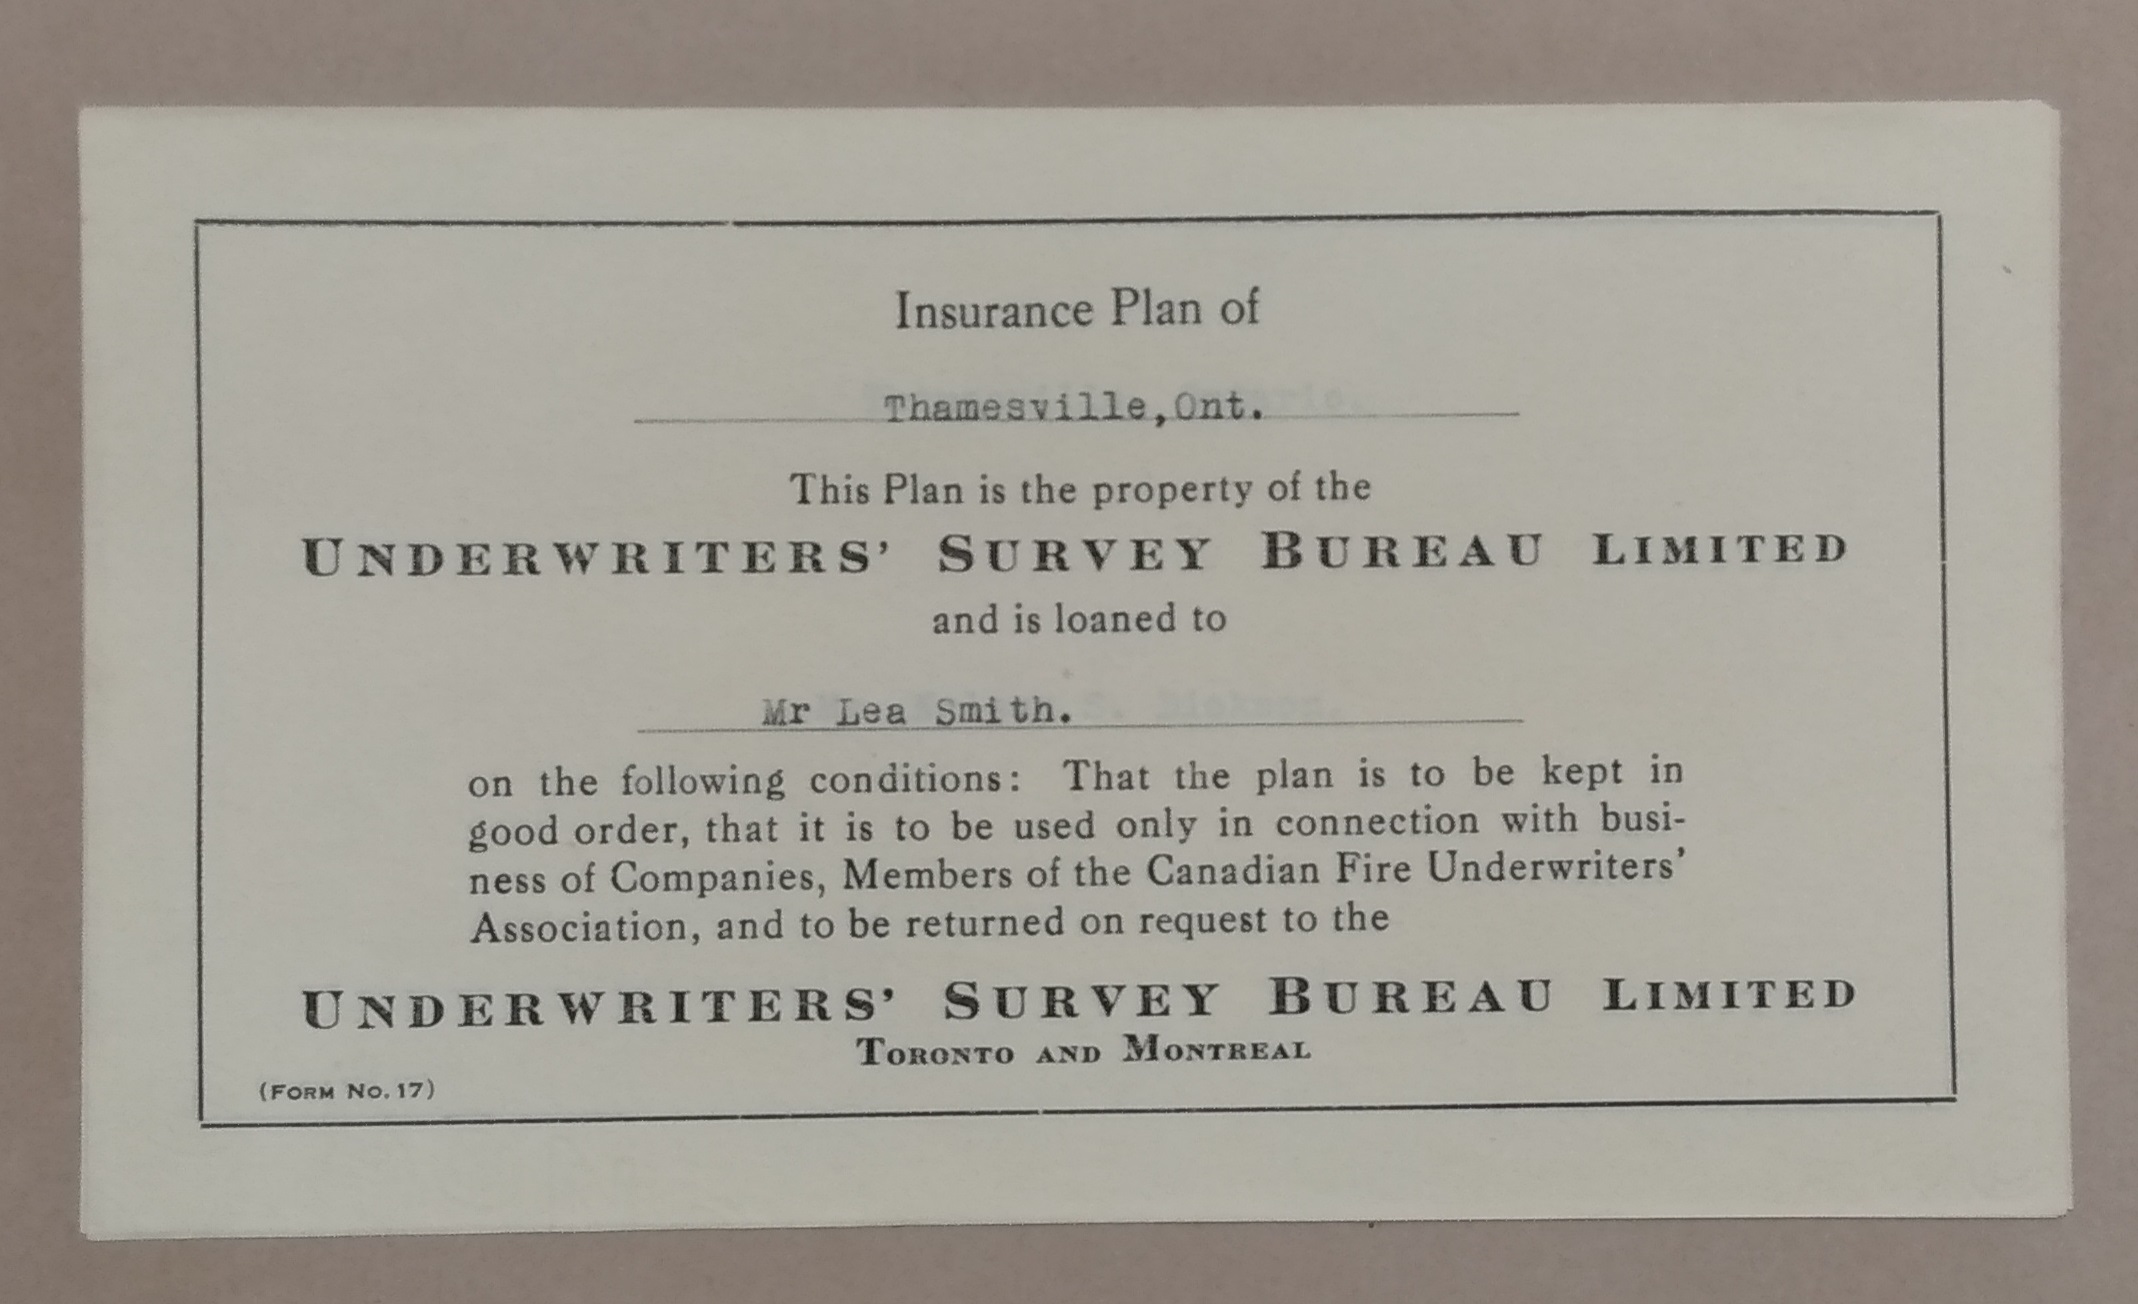 Insurance Plan of
Thamesville,Ont.
This Plan is the property of the
UNDERWRITERS' SURVEY BUREAU LIMITED
and is loaned to
Mr Lea Smith.
on the following conditions: That the plan is to be kept in
good order, that it is to be used only in connection with busi-
ness of Companies, Members of the Canadian Fire Underwriters'
Association, and to be returned on request to the
UNDERWRITERS' SURVEY BUREAU LIMITED
TORONTO AND MONTREAL
(FORM NO. 17)